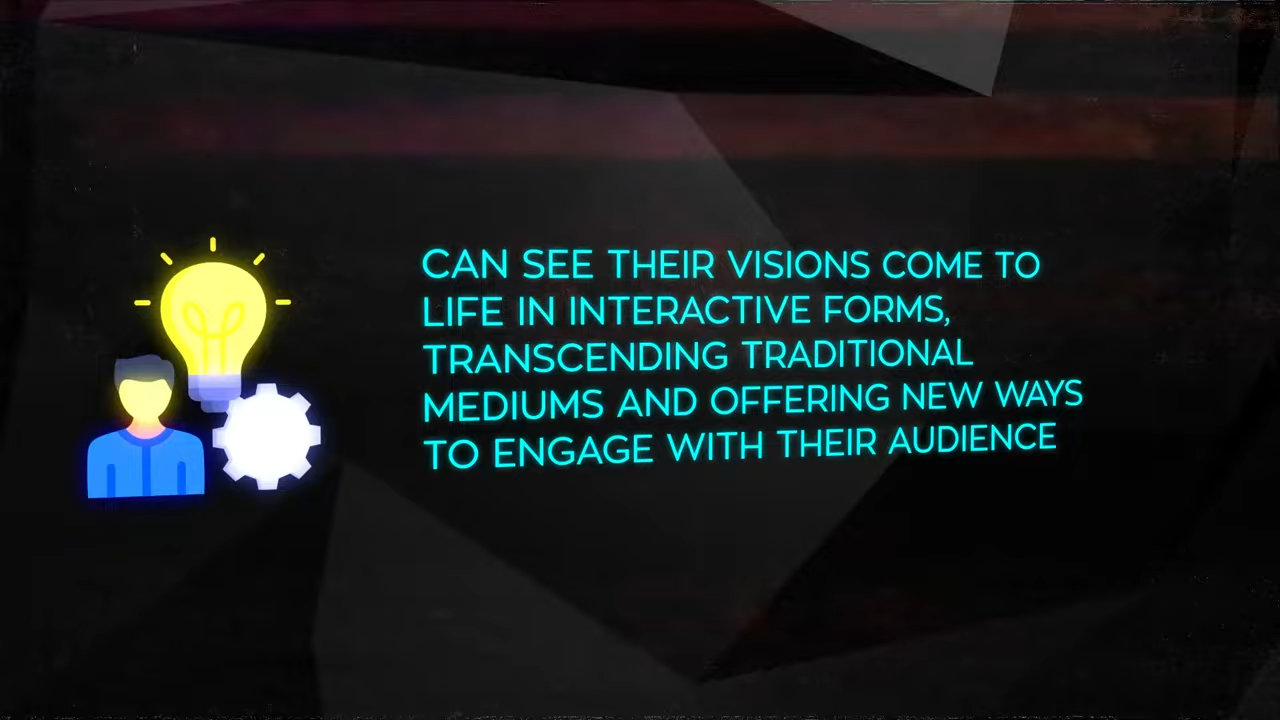 CAN SEE THEIR VISIONS COME TO
LIFE IN INTERACTIVE FORMS,
TRANSCENDING TRADITIONAL
MEDIUMS AND OFFERING NEW WAYS
TO ENGAGE WITH THEIR AUDIENCE